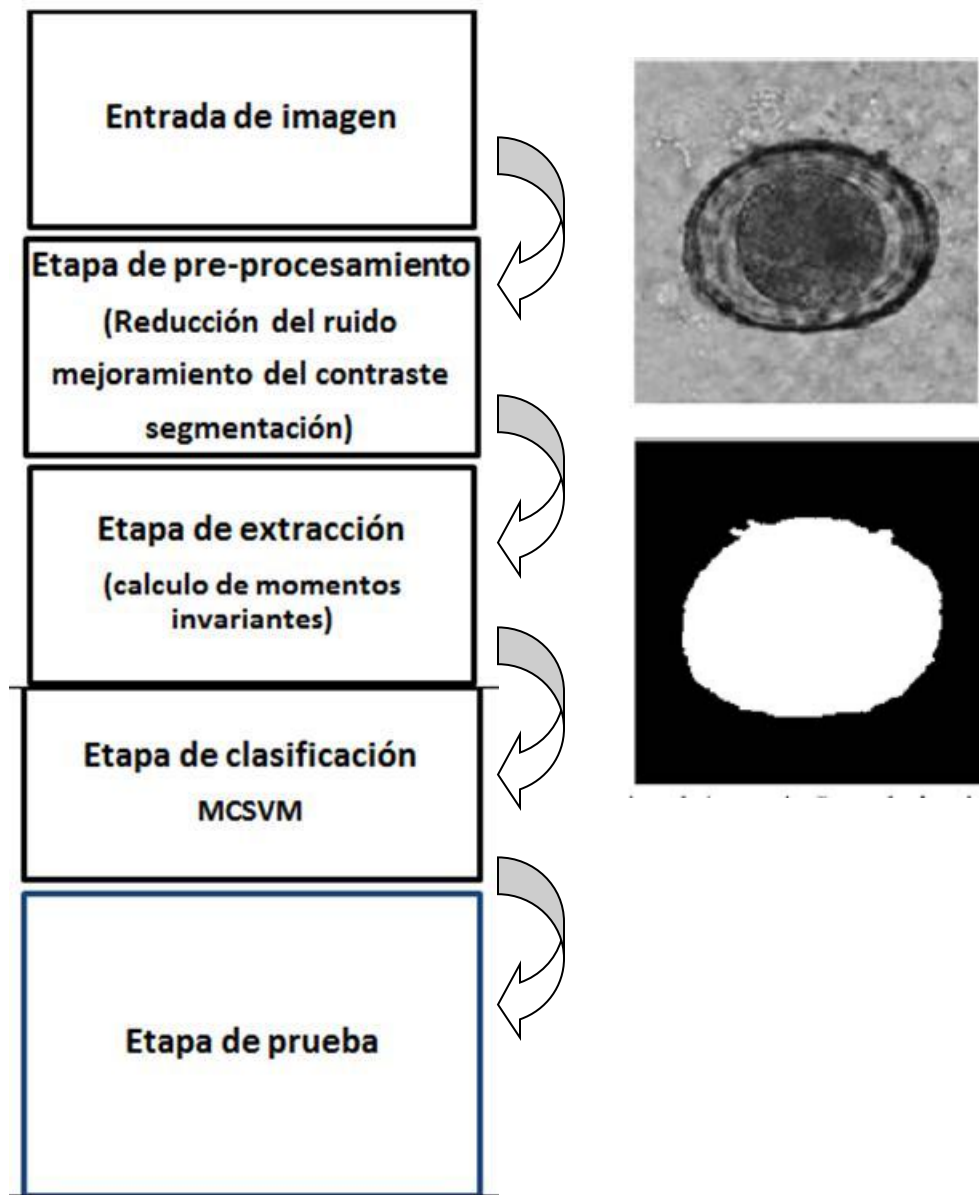 Entrada de imagen
Etapa de pre-procesamiento
(Reducción del ruido
mejoramiento del contraste
segmentación)
Etapa de extracción
(calculo de momentos
invariantes)
Etapa de clasificación
MCSVM
Etapa de prueba